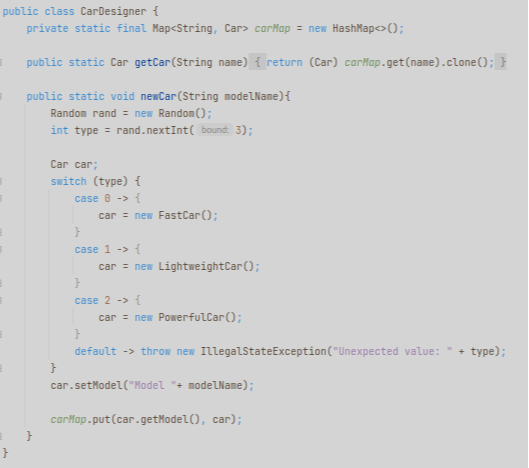 public class CarDesigner {
    private static final Map<String, Car> carMap = new HashMap<>();

    public static Car getCar(String name) { return (Car) carMap.get(name).clone(); }

    public static void newCar(String modelName){
        Random rand = new Random();
        int type = rand.nextInt( bound: 3);

        Car car;
        switch (type) {
            case 0 -> {
                car = new FastCar();
            }
            case 1 -> {
                car = new LightweightCar();
            }
            case 2 -> {
                car = new PowerfulCar();
            }
            default -> throw new IllegalStateException("Unexpected value: " + type);
        }
        car.setModel("Model "+ modelName);

        carMap.put(car.getModel(), car);
    }
}